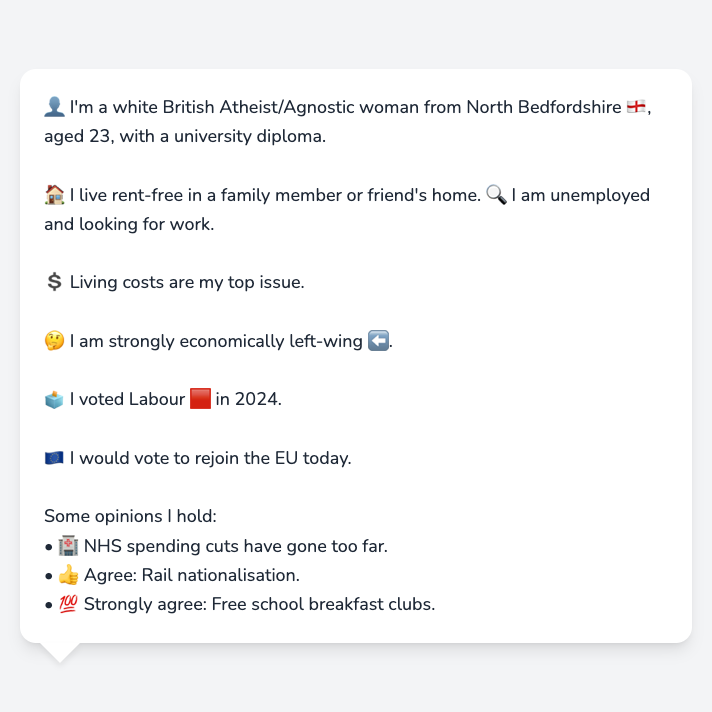 👤 I'm a white British Atheist/Agnostic woman from North Bedfordshire 🏴󠁧󠁢󠁥󠁮󠁧󠁿,
aged 23, with a university diploma.
🏠 I live rent-free in a family member or friend's home. 🔍 I am unemployed
and looking for work.
💲 Living costs are my top issue.
🤔 I am strongly economically left-wing ⬅️.
🗳️ I voted Labour 🟥 in 2024.
🇪🇺 I would vote to rejoin the EU today.
Some opinions I hold:
• 🏥 NHS spending cuts have gone too far.
• 👍 Agree: Rail nationalisation.
• 💯 Strongly agree: Free school breakfast clubs.